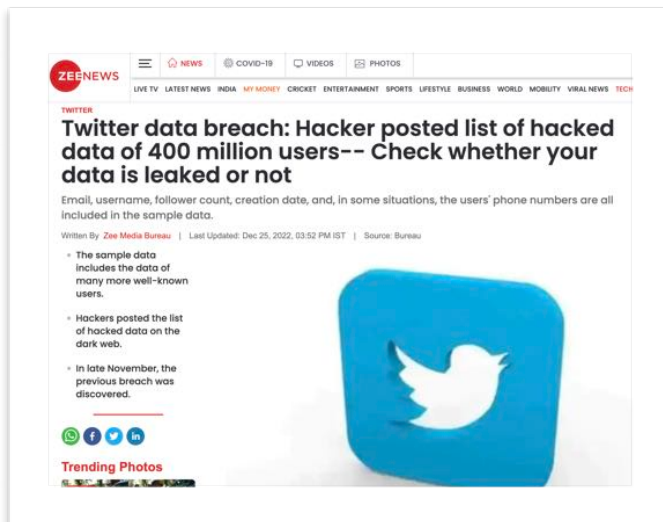 ZEENEWS
NEWS COVID-19 VIDEOS PHOTOS
LIVE TV LATEST NEWS INDIA MY MONEY CRICKET ENTERTAINMENT SPORTS LIFESTYLE BUSINESS WORLD MOBILITY VIRAL NEWS TECH
TWITTER
Twitter data breach: Hacker posted list of hacked
data of 400 million users-- Check whether your
data is leaked or not
Email, username, follower count, creation date, and, in some situations, the users' phone numbers are all
included in the sample data.
Written By Zee Media Bureau | Last Updated: Dec 25, 2022, 03:52 PM IST | Source: Bureau
The sample data
includes the data of
many more well-known
users.
Hackers posted the list
of hacked data on the
dark web.
In late November, the
previous breach was
discovered.
Trending Photos